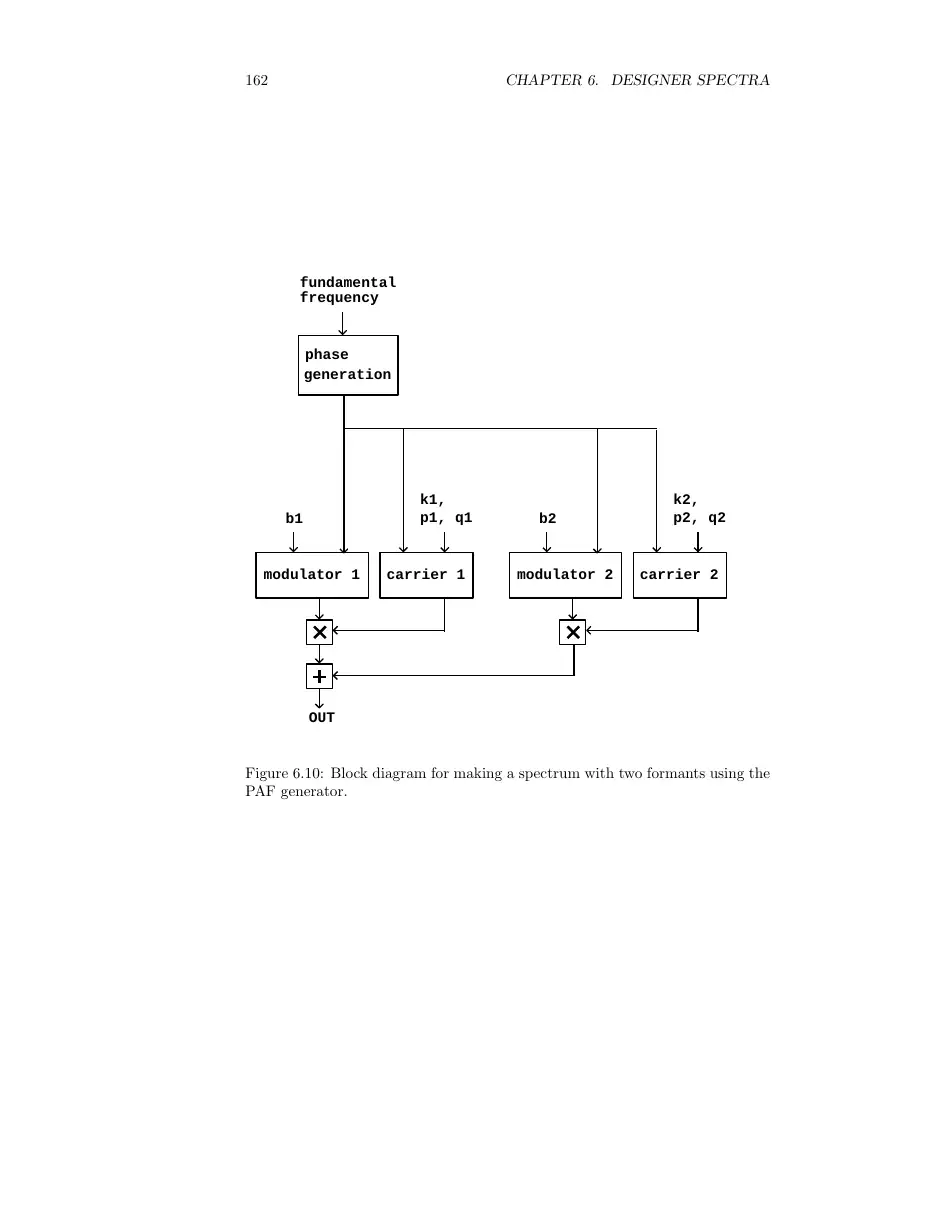 162 CHAPTER 6. DESIGNER SPECTRA
fundamental
frequency
phase
generation
k1,
p1, q1
k2,
p2, q2
b1
b2
modulator 1
carrier 1
modulator 2
carrier 2
OUT
Figure 6.10: Block diagram for making a spectrum with two formants using the
PAF generator.